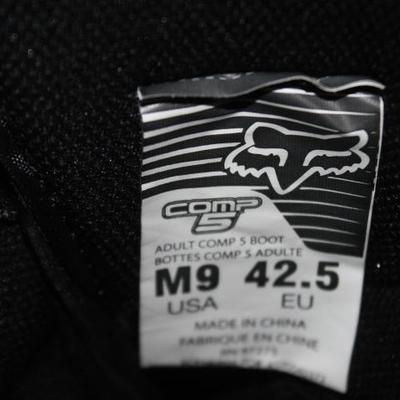 COMP
5
ADULT COMP 5 BOOT
BOTTES COMP 5 ADULTE
M9 42.5
USA EU
MADE IN CHINA
FABRIQUE EN CHINE